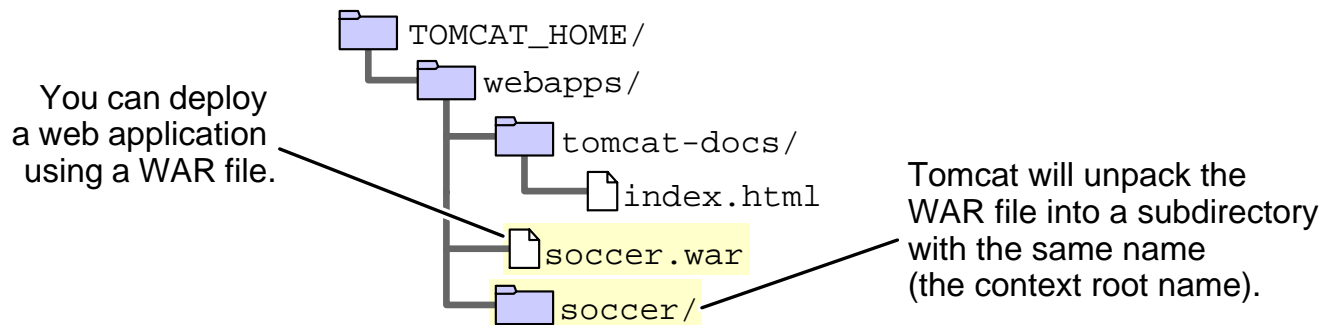 TOMCAT_HOME/
webapps/
You can deploy
a web application
using a WAR file.
tomcat-docs/
index.html
soccer.war
soccer/
Tomcat will unpack the
WAR file into a subdirectory
with the same name
(the context root name).